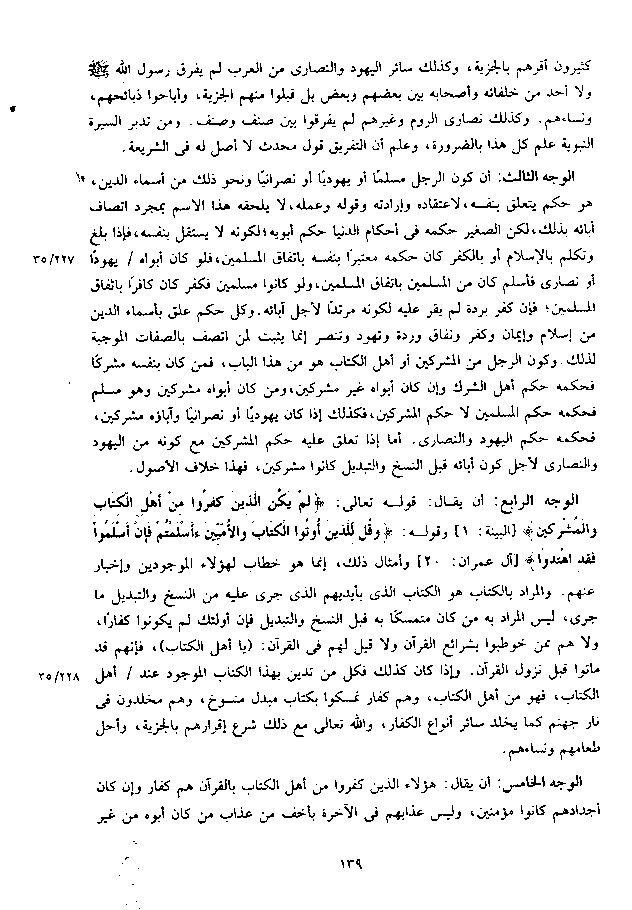 كثيرون أقرهم بالجزية، وكذلك سائر اليهود والنصارى من العرب لم يفرق رسول الله ﷺ
ولا أحد من خلفائه وأصحابه بين بعضهم وبعض بل قبلوا منهم الجزية، وأباحوا ذبائحهم،
ونساءهم. وكذلك نصارى الروم وغيرهم لم يفرقوا بين صنف وصنف. ومن تدبر السيرة
النبوية علم كل هذا بالضرورة، وعلم أن التفريق قول محدث لا أصل له فى الشريعة.
الوجه الثالث: أن كون الرجل مسلمًا أو يهوديًا أو نصرانيًا ونحو ذلك من أسماء الدين،
هو حكم يتعلق بنفسه، لاعتقاده وإرادته وقوله وعمله، لا يلحقه هذا الاسم بمجرد اتصاف
آبائه بذلك، لكن الصغير حكمه فى أحكام الدنيا حكم أبويه؛ لكونه لا يستقل بنفسه، فإذا بلغ
وتكلم بالإسلام أو بالكفر كان حكمه معتبرًا بنفسه باتفاق المسلمين، فلو كان أبواه / يهودًا ٣٥/٢٢٧
أو نصارى فأسلم كان من المسلمين باتفاق المسلمين، ولو كانوا مسلمين فكفر كان كافرًا باتفاق
المسلمين؛ فإن كفر بردة لم يقر عليه لكونه مرتدًا لأجل آبائه. وكل حكم علق بأسماء الدين
من إسلام وإيمان وكفر ونفاق وردة وتهود وتنصر إنما يثبت لمن اتصف بالصفات الموجبة
لذلك. وكون الرجل من المشركين أو أهل الكتاب هو من هذا الباب، فمن كان بنفسه مشركًا
فحكمه حكم أهل الشرك وإن كان أبواه غير مشركين، ومن كان أبواه مشركين وهو مسلم
فحكمه حكم المسلمين لا حكم المشركين، فكذلك إذا كان يهوديًا أو نصرانيًا وآباؤه مشركين،
فحكمه حكم اليهود والنصارى. أما إذا تعلق عليه حكم المشركين مع كونه من اليهود
والنصارى لأجل كون آبائه قبل النسخ والتبديل كانوا مشركين، فهذا خلاف الأصول.
الوجه الرابع: أن يقال: قوله تعالى: ﴿لَمْ يَكُنِ الَّذِينَ كَفَرُوا مِنْ أَهْلِ الْكِتَابِ
وَالْمُشْرِكِينَ﴾ [البينة: ١] وقوله: ﴿وَقُل لِّلَّذِينَ أُوتُوا الْكِتَابَ وَالأُمِّيِّينَ ءَأَسْلَمْتُمْ فَإِنْ أَسْلَمُوا
فَقَدِ اهْتَدَوا﴾ [آل عمران: ٢٠] وأمثال ذلك، إنما هو خطاب لهؤلاء الموجودين وإخبار
عنهم. والمراد بالكتاب هو الكتاب الذى بأيديهم الذى جرى عليه من النسخ والتبديل ما
جرى، ليس المراد به من كان متمسكًا به قبل النسخ والتبديل فإن أولئك لم يكونوا كفارًا،
ولا هم ممن خوطبوا بشرائع القرآن ولا قيل لهم فى القرآن: (يا أهل الكتاب)، فإنهم قد
ماتوا قبل نزول القرآن. وإذا كان كذلك فكل من تدين بهذا الكتاب الموجود عند / أهل ٣٥/٢٢٨
الكتاب، فهو من أهل الكتاب، وهم كفار تمسكوا بكتاب مبدل منسوخ، وهم مخلدون فى
نار جهنم كما يخلد سائر أنواع الكفار، والله تعالى مع ذلك شرع إقرارهم بالجزية، وأحل
طعامهم ونساءهم.
الوجه الخامس: أن يقال: هؤلاء الذين كفروا من أهل الكتاب بالقرآن هم كفار وإن كان
أجدادهم كانوا مؤمنين، وليس عذابهم فى الآخرة بأخف من عذاب من كان أبوه من غير
١٣٩